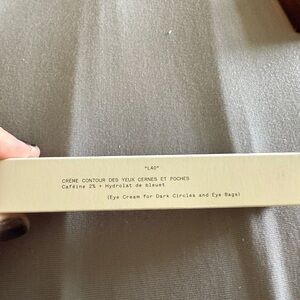 "L40"
CRÈME CONTOUR DES YEUX CERNES ET POCHES
Caféine 2% + Hydrolat de bleuet
(Eye Cream for Dark Circles and Eye Bags)